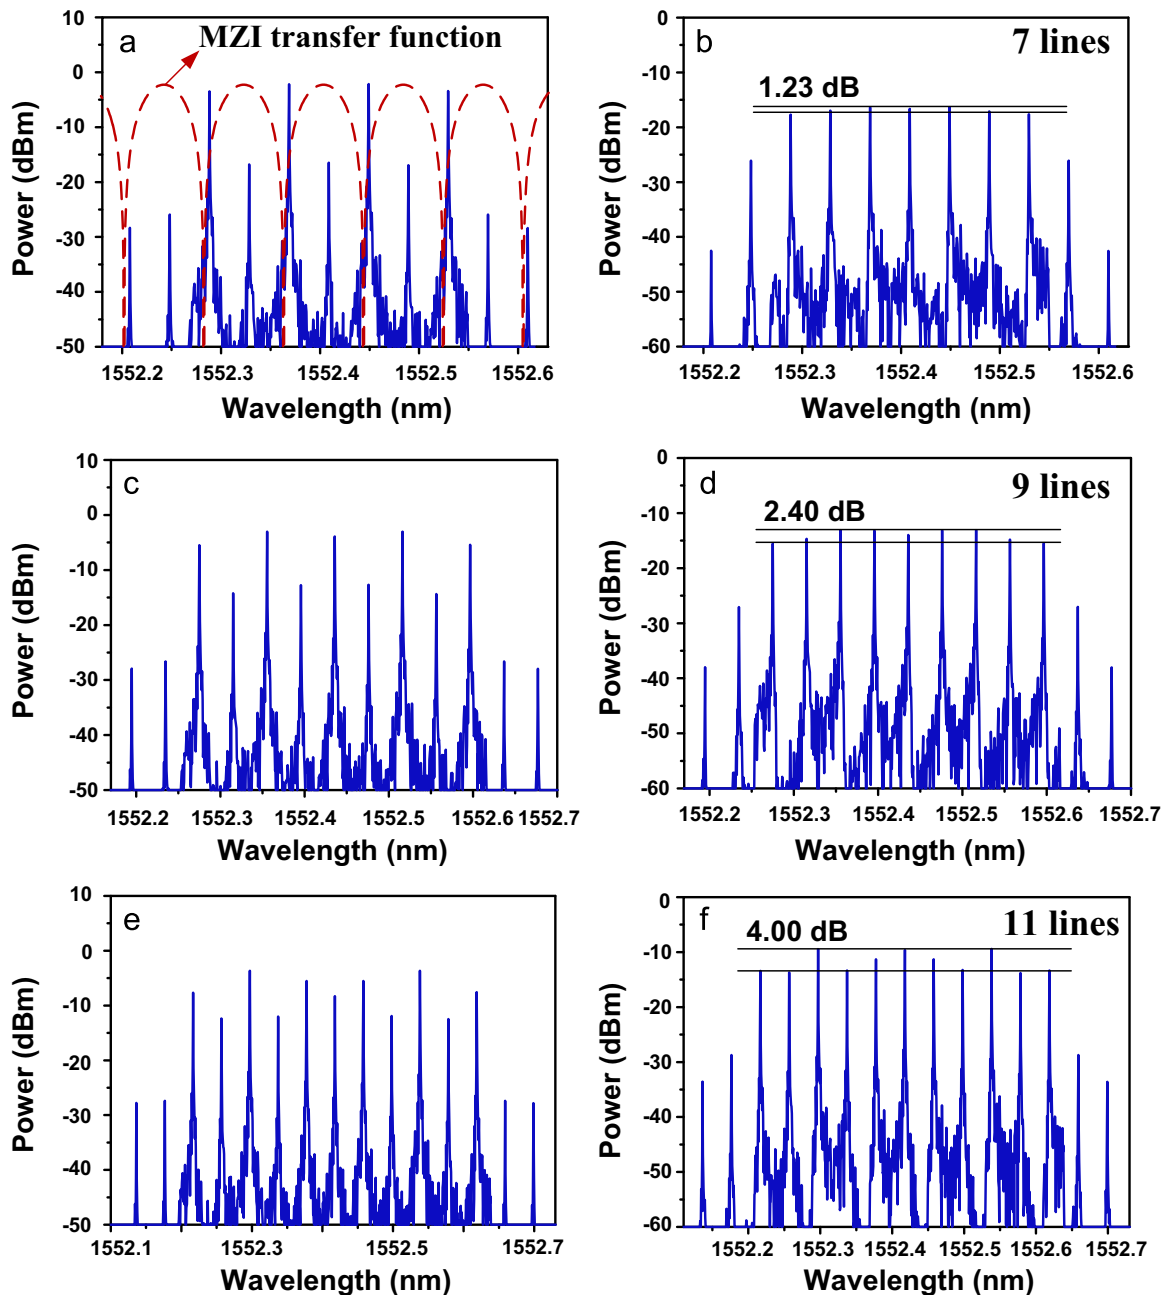 a
MZI transfer function
10
0
-10
-20
-30
-40
-50
1552.2
1552.3
1552.4
1552.5
1552.6
Power (dBm)
Wavelength (nm)
b
7 lines
1.23 dB
0
-10
-20
-30
-40
-50
-60
1552.2
1552.3
1552.4
1552.5
1552.6
Power (dBm)
Wavelength (nm)
c
10
0
-10
-20
-30
-40
-50
1552.2
1552.3
1552.4
1552.5
1552.6
1552.7
Power (dBm)
Wavelength (nm)
d
9 lines
2.40 dB
0
-10
-20
-30
-40
-50
-60
1552.2
1552.3
1552.4
1552.5
1552.6
1552.7
Power (dBm)
Wavelength (nm)
e
10
0
-10
-20
-30
-40
-50
1552.1
1552.3
1552.5
1552.7
Power (dBm)
Wavelength (nm)
f
11 lines
4.00 dB
0
-10
-20
-30
-40
-50
-60
1552.2
1552.3
1552.4
1552.5
1552.6
1552.7
Power (dBm)
Wavelength (nm)